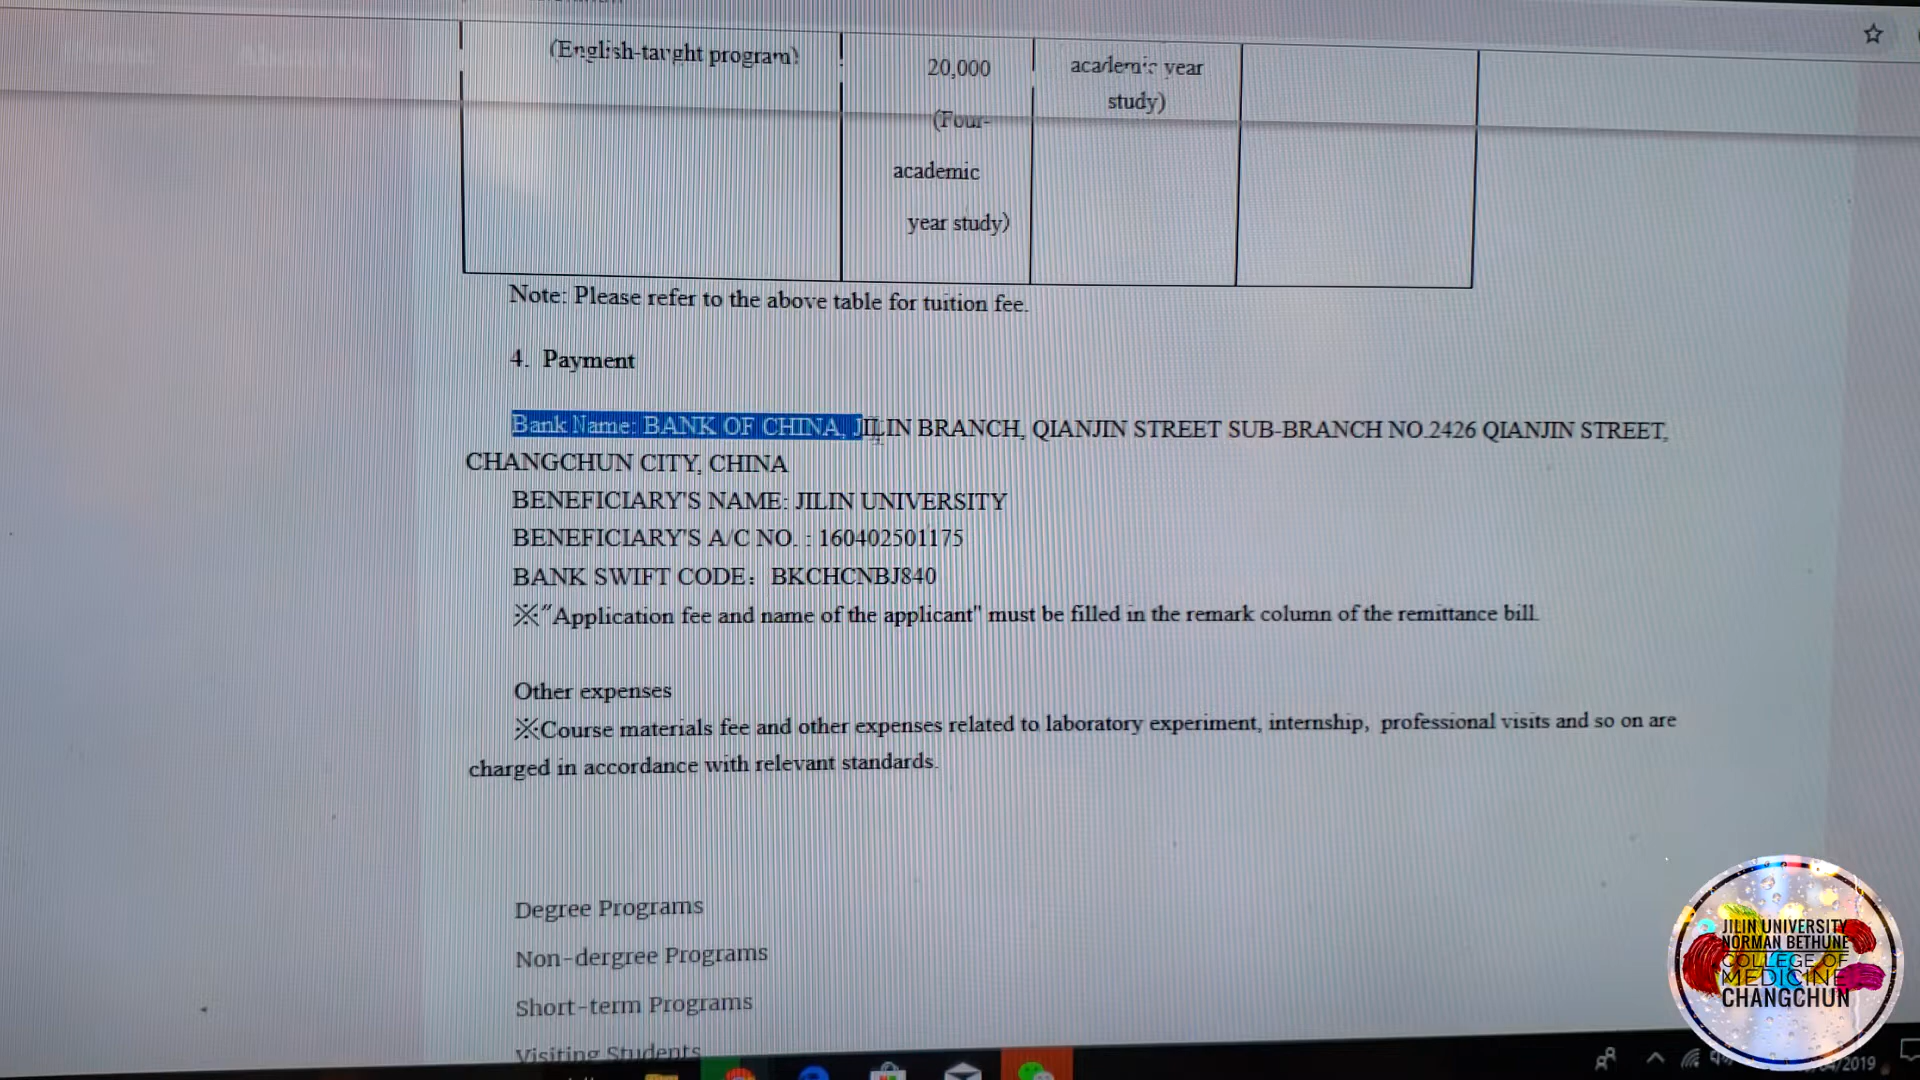 (English-taught program)
20,000
(Four-
academic
year study)
academic year
study)
Note: Please refer to the above table for tuition fee.
4. Payment
Bank Name: BANK OF CHINA, JILIN BRANCH, QIANJIN STREET SUB-BRANCH NO.2426 QIANJIN STREET,
CHANGCHUN CITY, CHINA
BENEFICIARY'S NAME: JILIN UNIVERSITY
BENEFICIARY'S A/C NO. : 160402501175
BANK SWIFT CODE：BKCHCNBJ840
※"Application fee and name of the applicant" must be filled in the remark column of the remittance bill.
Other expenses
※Course materials fee and other expenses related to laboratory experiment, internship, professional visits and so on are
charged in accordance with relevant standards.
Degree Programs
Non-dergree Programs
Short-term Programs
Visiting Students
JILIN UNIVERSITY
NORMAN BETHUNE
COLLEGE OF
MEDIC1NE
CHANGCHUN
2019